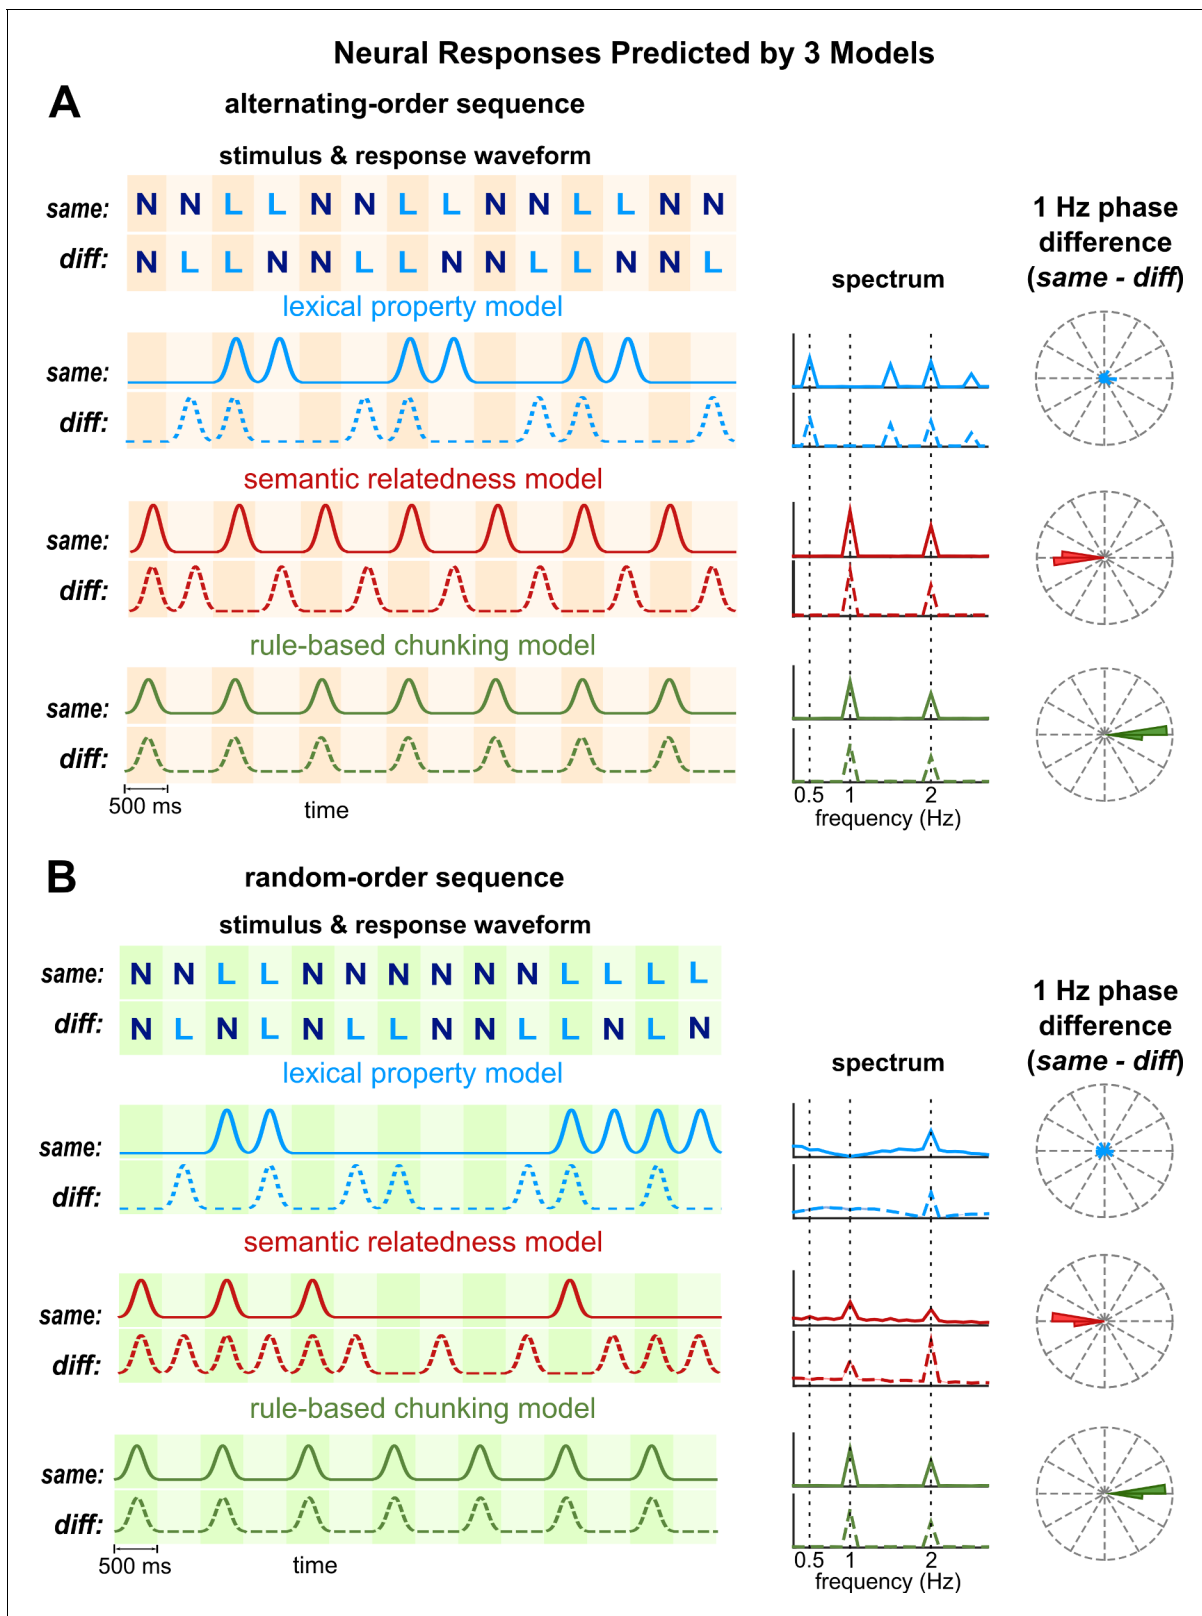 Neural Responses Predicted by 3 Models
A
alternating-order sequence
stimulus & response waveform
same: N N L L N N L L N N L L N N
diff: N L L N N L L N N L L N N L
lexical property model
same:
diff:
semantic relatedness model
same:
diff:
rule-based chunking model
same:
diff:
500 ms
time
spectrum
0.5 1 2
frequency (Hz)
1 Hz phase
difference
(same - diff)
B
random-order sequence
stimulus & response waveform
same: N N L L N N N N N N L L L L
diff: N L N L N L L N N L L N L N
lexical property model
same:
diff:
semantic relatedness model
same:
diff:
rule-based chunking model
same:
diff:
500 ms
time
spectrum
0.5 1 2
frequency (Hz)
1 Hz phase
difference
(same - diff)